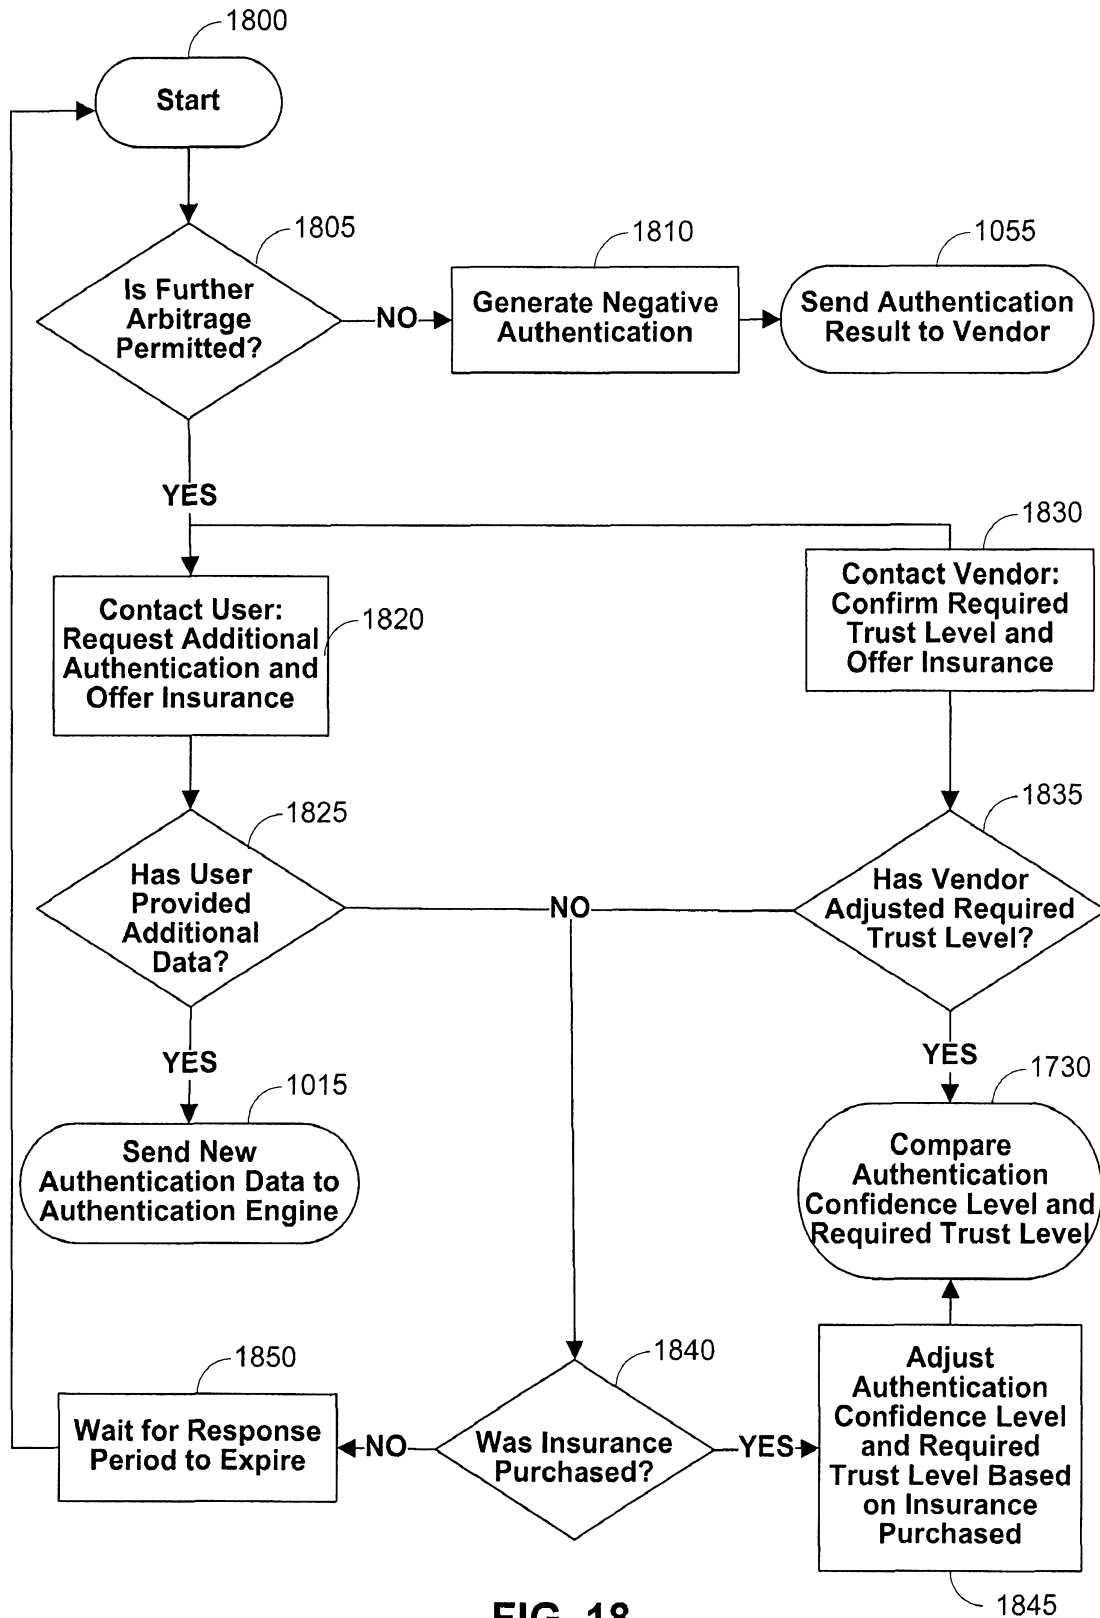 1800
Start
1805
Is Further
Arbitrage
Permitted?
NO
1810
Generate Negative
Authentication
1055
Send Authentication
Result to Vendor
YES
1820
Contact User:
Request Additional
Authentication and
Offer Insurance
1830
Contact Vendor:
Confirm Required
Trust Level and
Offer Insurance
1825
Has User
Provided
Additional
Data?
NO
1835
Has Vendor
Adjusted Required
Trust Level?
YES
1015
Send New
Authentication Data to
Authentication Engine
YES
1730
Compare
Authentication
Confidence Level and
Required Trust Level
1850
Wait for Response
Period to Expire
NO
1840
Was Insurance
Purchased?
YES
Adjust
Authentication
Confidence Level
and Required
Trust Level Based
on Insurance
Purchased
1845
FIG. 18